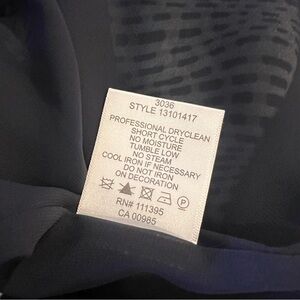 3036
STYLE 13101417
PROFESSIONAL DRYCLEAN
SHORT CYCLE
NO MOISTURE
TUMBLE LOW
NO STEAM
COOL IRON IF NECESSARY
DO NOT IRON
ON DECORATION
P
RN# 111395
CA 00985